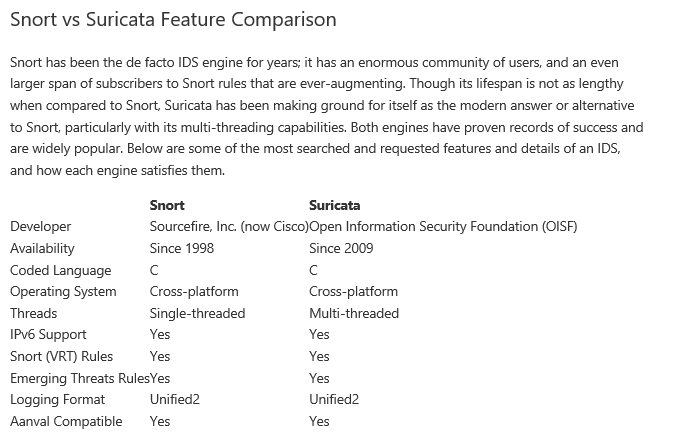 Snort vs Suricata Feature Comparison
Snort has been the de facto IDS engine for years; it has an enormous community of users, and an even
larger span of subscribers to Snort rules that are ever-augmenting. Though its lifespan is not as lengthy
when compared to Snort, Suricata has been making ground for itself as the modern answer or alternative
to Snort, particularly with its multi-threading capabilities. Both engines have proven records of success and
are widely popular. Below are some of the most searched and requested features and details of an IDS,
and how each engine satisfies them.
Snort Suricata
Developer Sourcefire, Inc. (now Cisco)Open Information Security Foundation (OISF)
Availability Since 1998 Since 2009
Coded Language C C
Operating System Cross-platform Cross-platform
Threads Single-threaded Multi-threaded
IPv6 Support Yes Yes
Snort (VRT) Rules Yes Yes
Emerging Threats RulesYes Yes
Logging Format Unified2 Unified2
Aanval Compatible Yes Yes